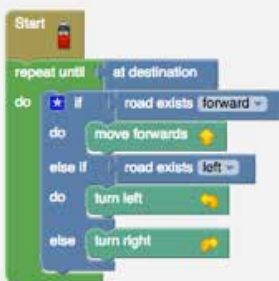 Start
repeat until at destination
do if road exists forward
do move forwards
else if road exists left
do turn left
else turn right